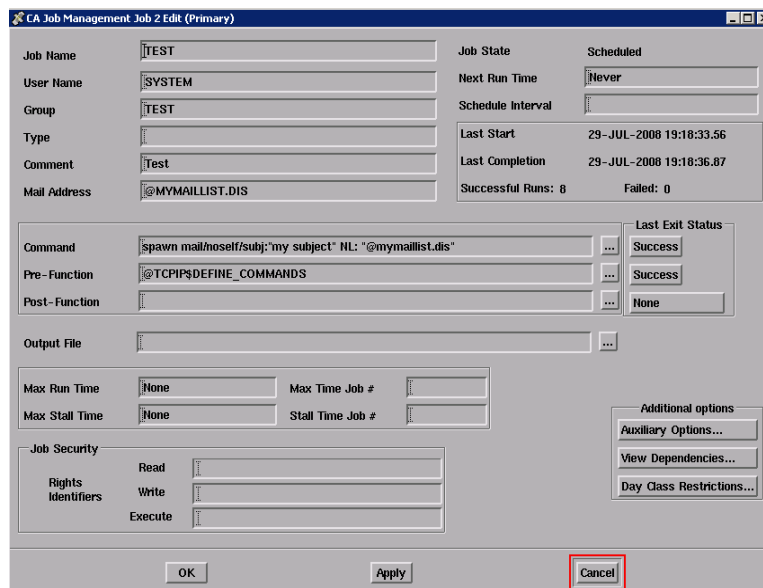 CA Job Management Job 2 Edit (Primary)
Job Name TEST
User Name SYSTEM
Group TEST
Type
Comment Test
Mail Address @MYMAILLIST.DIS
Job State Scheduled
Next Run Time Never
Schedule Interval
Last Start 29-JUL-2008 19:18:33.56
Last Completion 29-JUL-2008 19:18:36.87
Successful Runs: 8 Failed: 0
Last Exit Status
Command spawn mail/noself/subj:"my subject" NL: "@mymaillist.dis" ... Success
Pre-Function @TCPIP$DEFINE_COMMANDS ... Success
Post-Function ... None
Output File ...
Max Run Time None Max Time Job #
Max Stall Time None Stall Time Job #
Additional options
Auxiliary Options...
View Dependencies...
Day Class Restrictions...
Job Security
Rights Identifiers
Read
Write
Execute
OK Apply Cancel